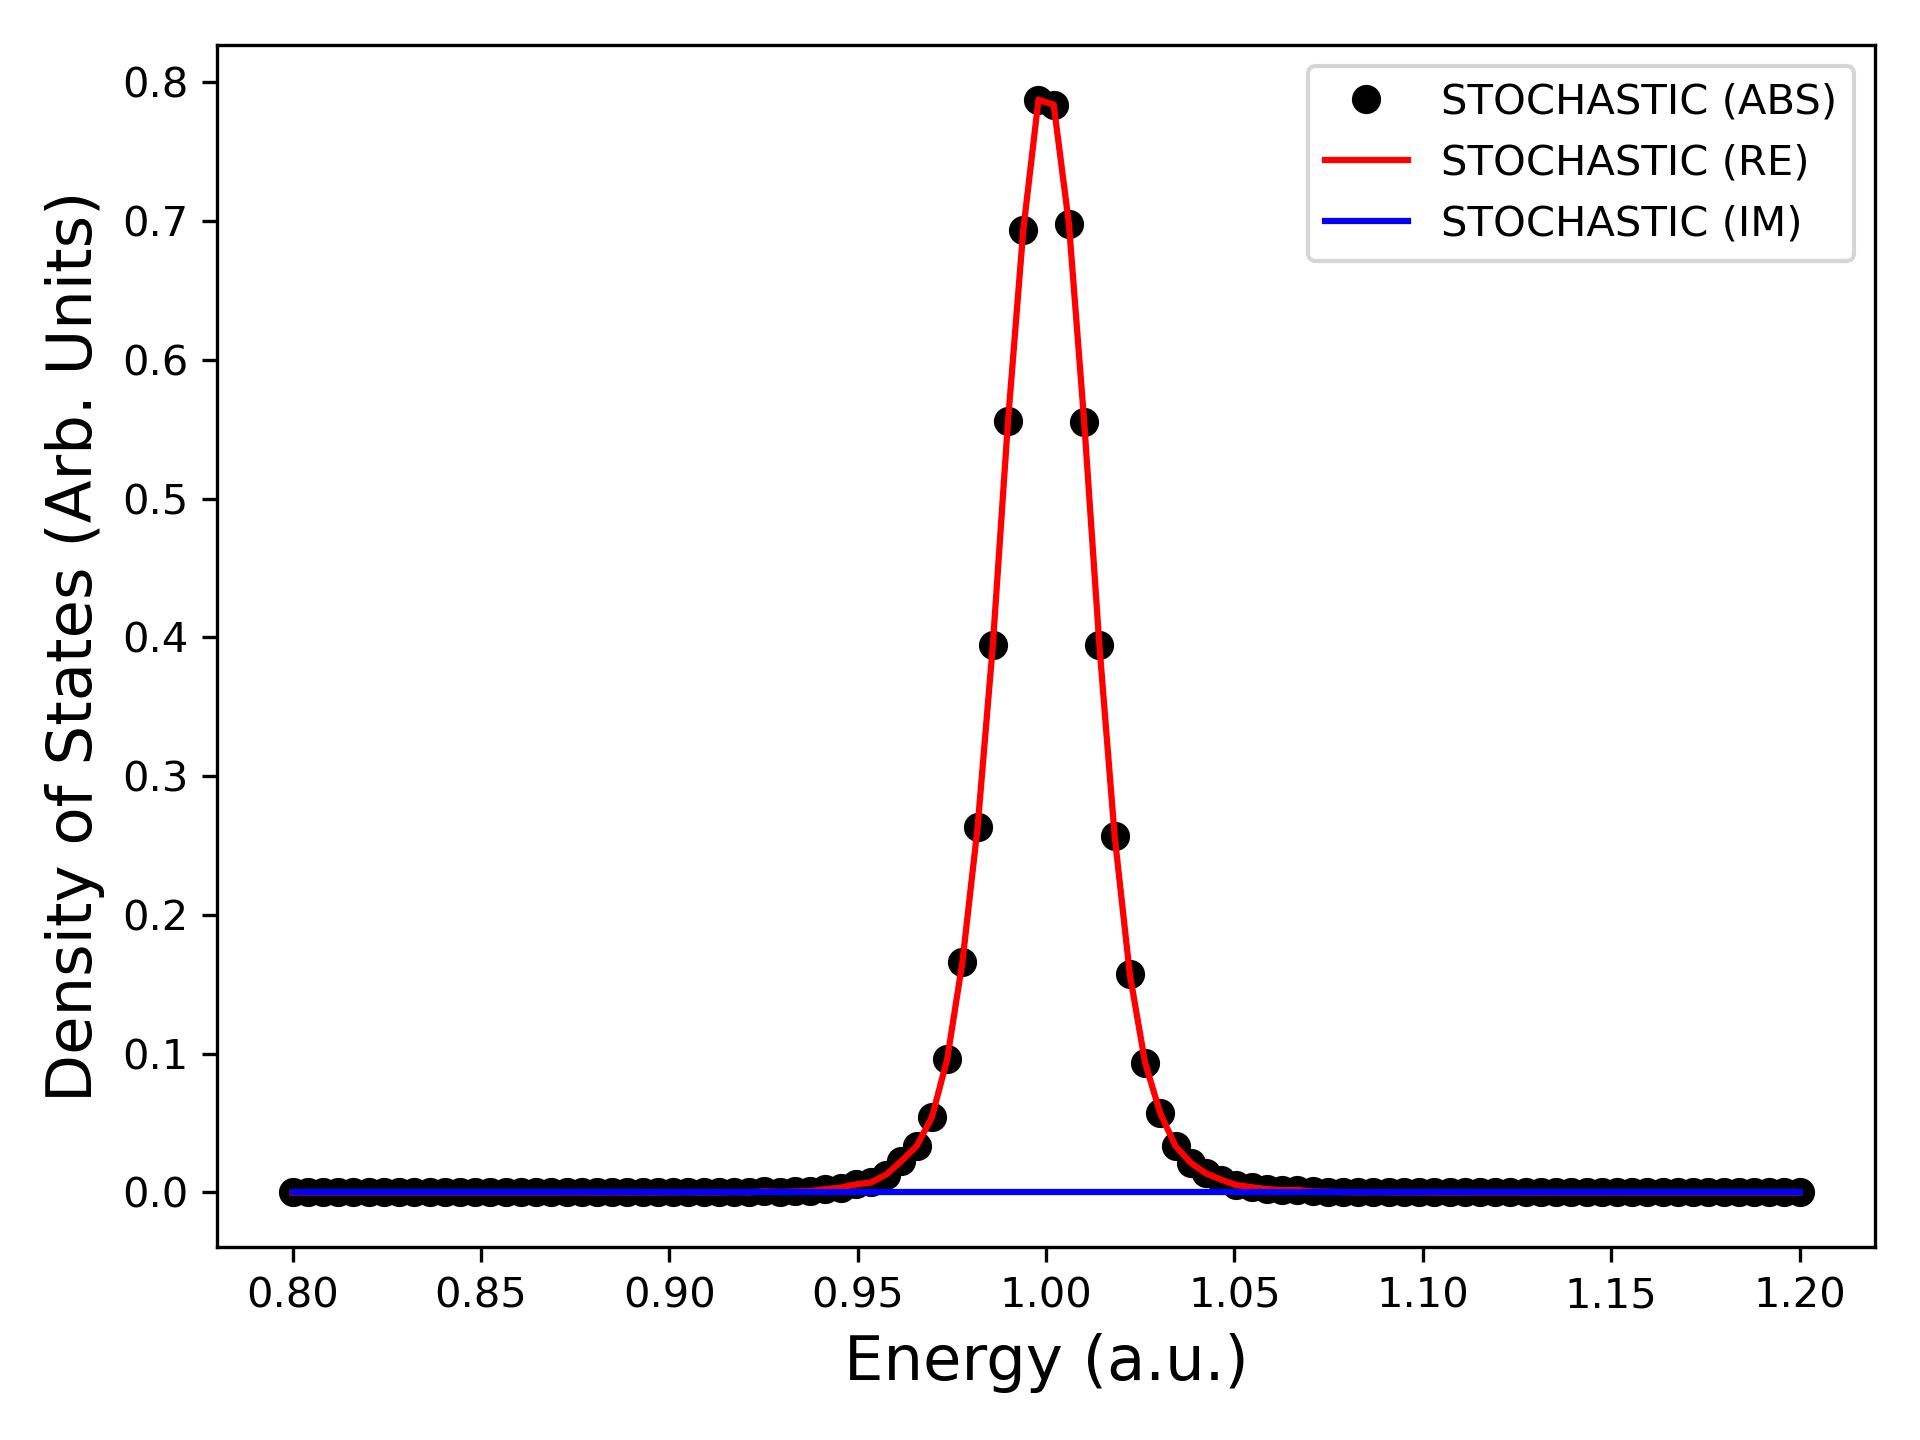 STOCHASTIC (ABS)
STOCHASTIC (RE)
STOCHASTIC (IM)
Density of States (Arb. Units)
0.8
0.7
0.6
0.5
0.4
0.3
0.2
0.1
0.0
0.80 0.85 0.90 0.95 1.00 1.05 1.10 1.15 1.20
Energy (a.u.)